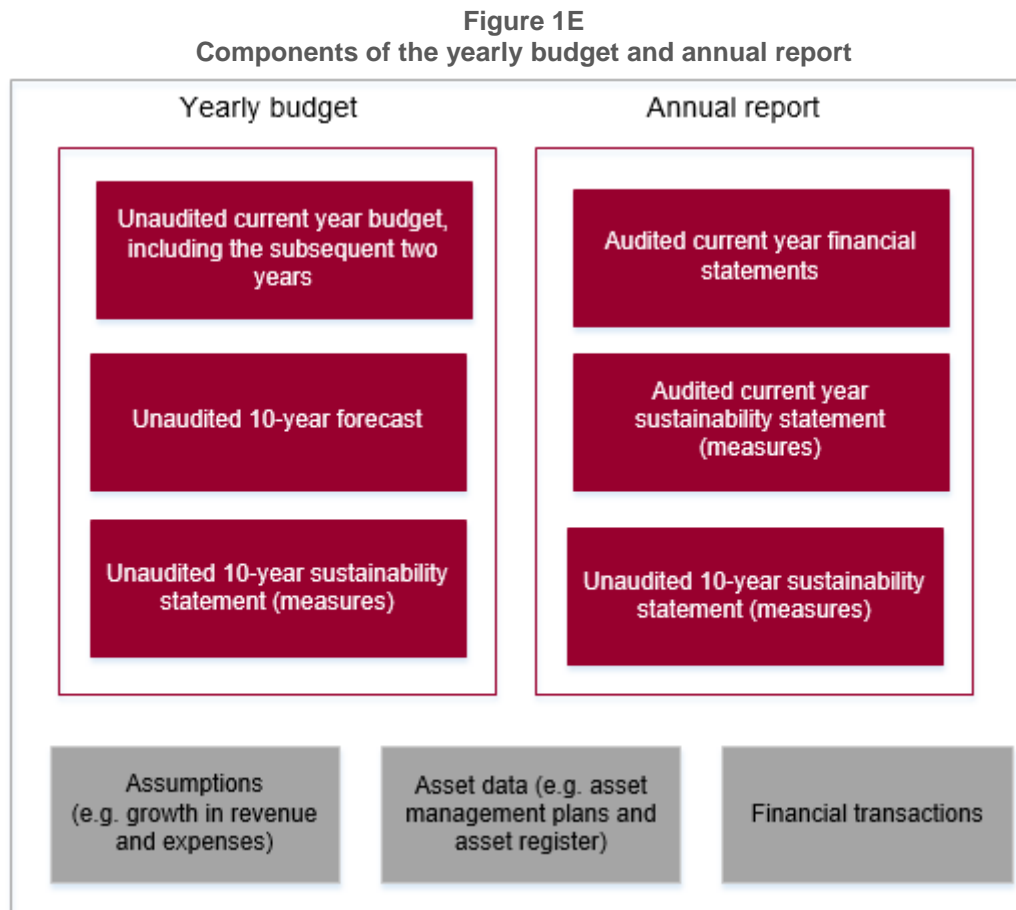 Figure 1E
Components of the yearly budget and annual report
Yearly budget
Unaudited current year budget,
including the subsequent two
years
Unaudited 10-year forecast
Unaudited 10-year sustainability
statement (measures)
Annual report
Audited current year financial
statements
Audited current year
sustainability statement
(measures)
Unaudited 10-year sustainability
statement (measures)
Assumptions
(e.g. growth in revenue
and expenses)
Asset data (e.g. asset
management plans and
asset register)
Financial transactions